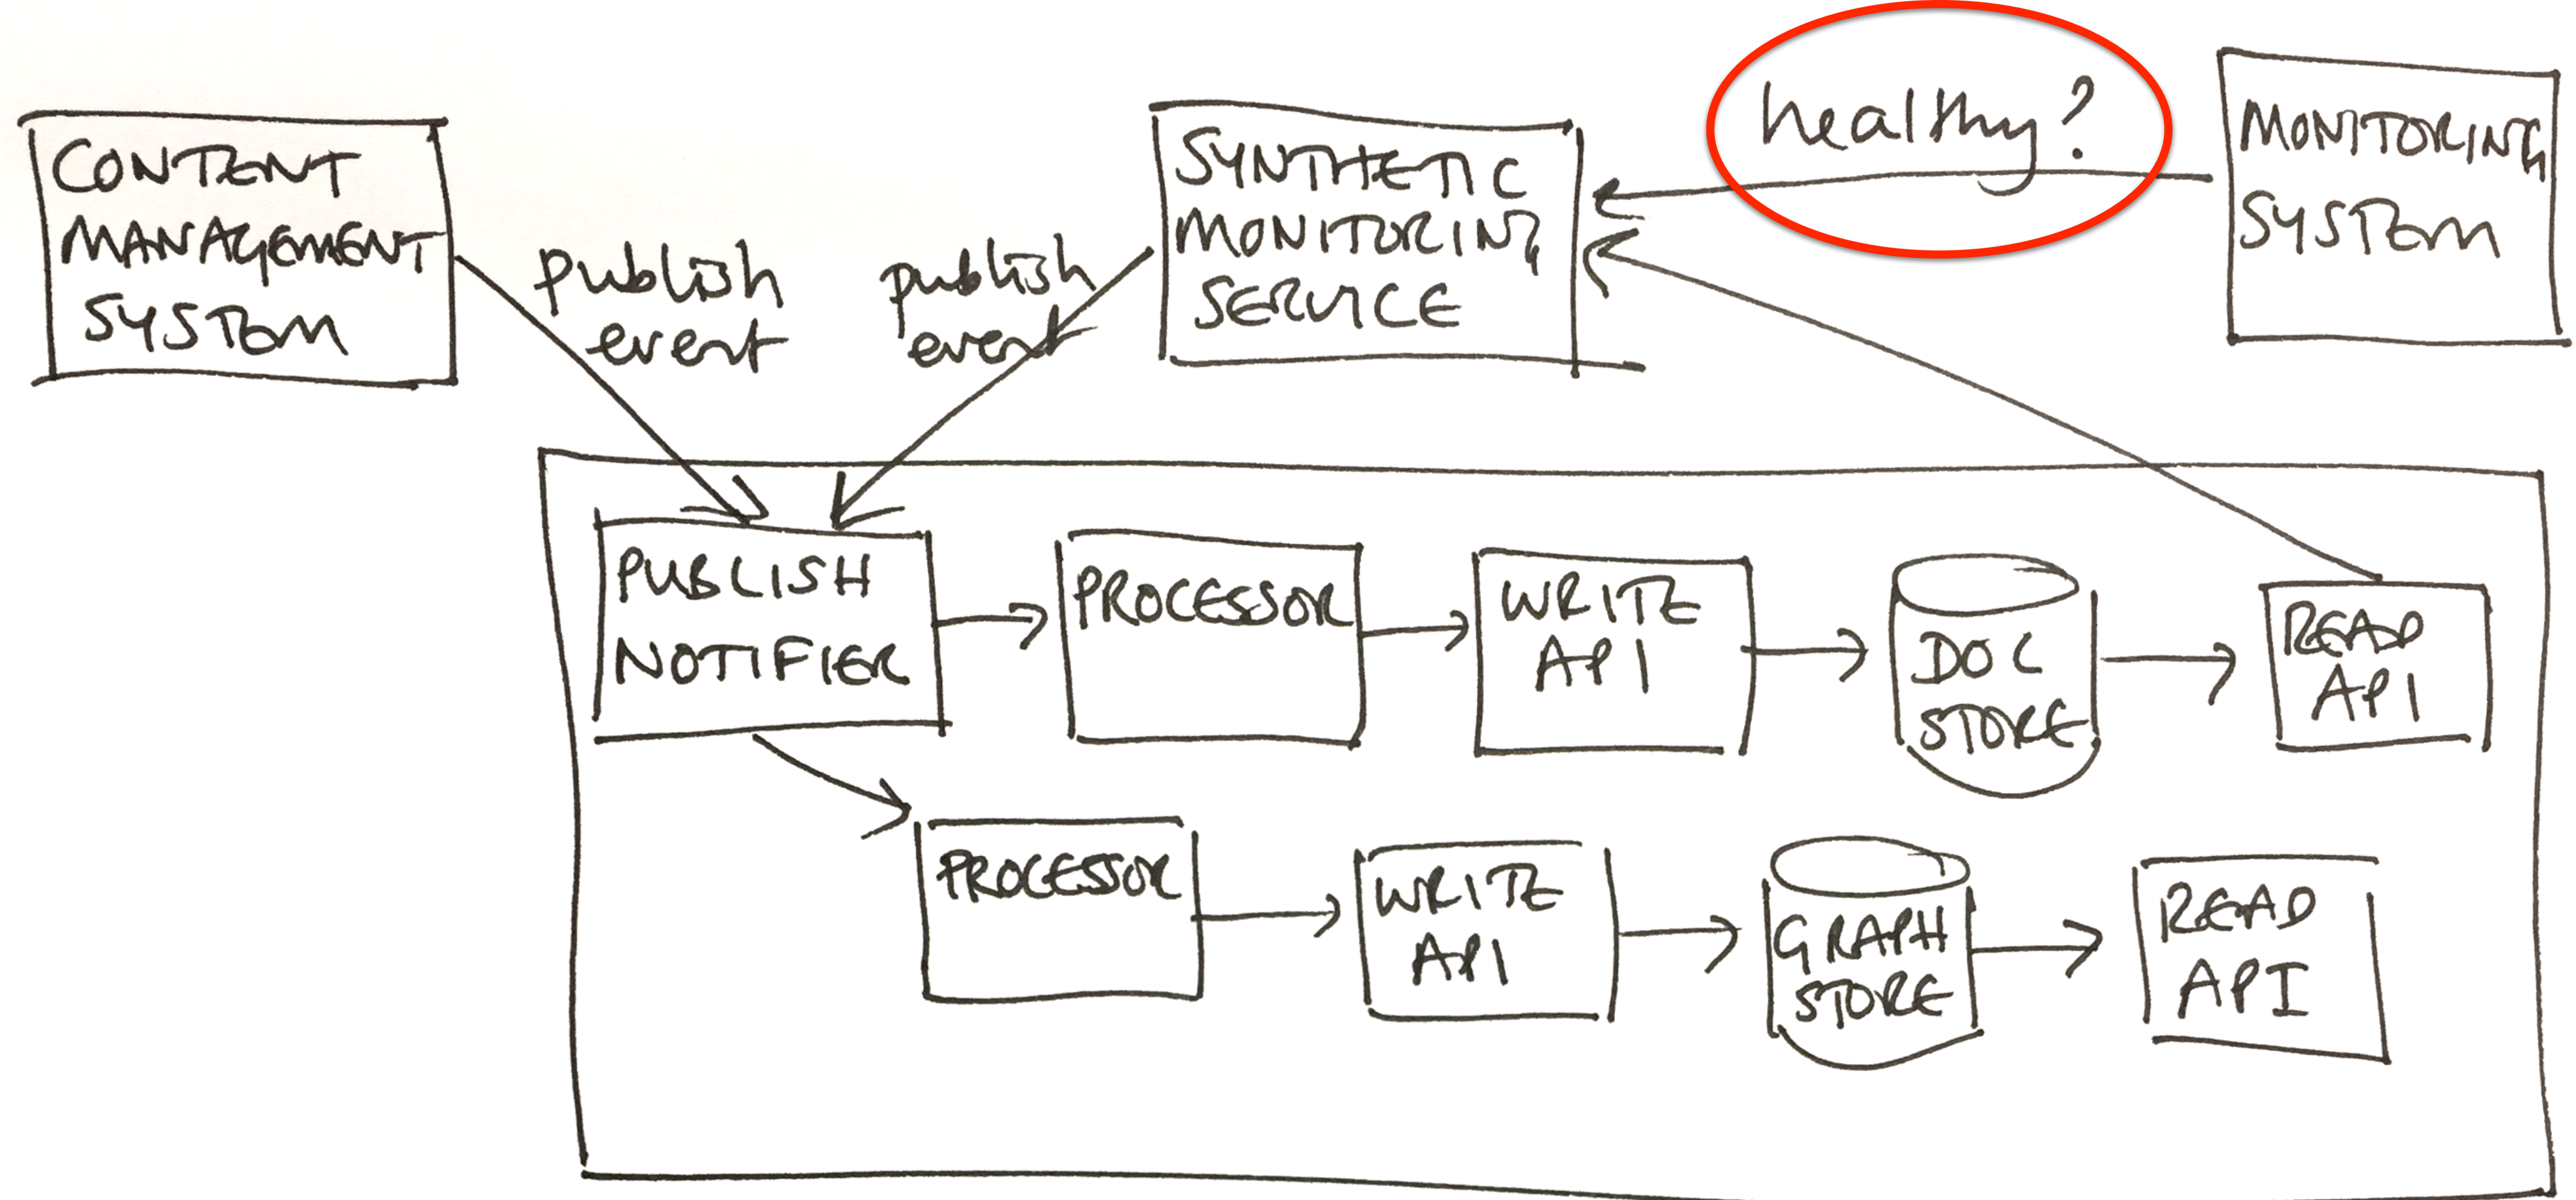 CONTENT
MANAGEMENT
SYSTEM
publish
event
publish
event
SYNTHETIC
MONITORING
SERVICE
healthy?
MONITORING
SYSTEM
PUBLISH
NOTIFIER
PROCESSOR
WRITE
API
DOC
STORE
READ
API
PROCESSOR
WRITE
API
GRAPH
STORE
READ
API